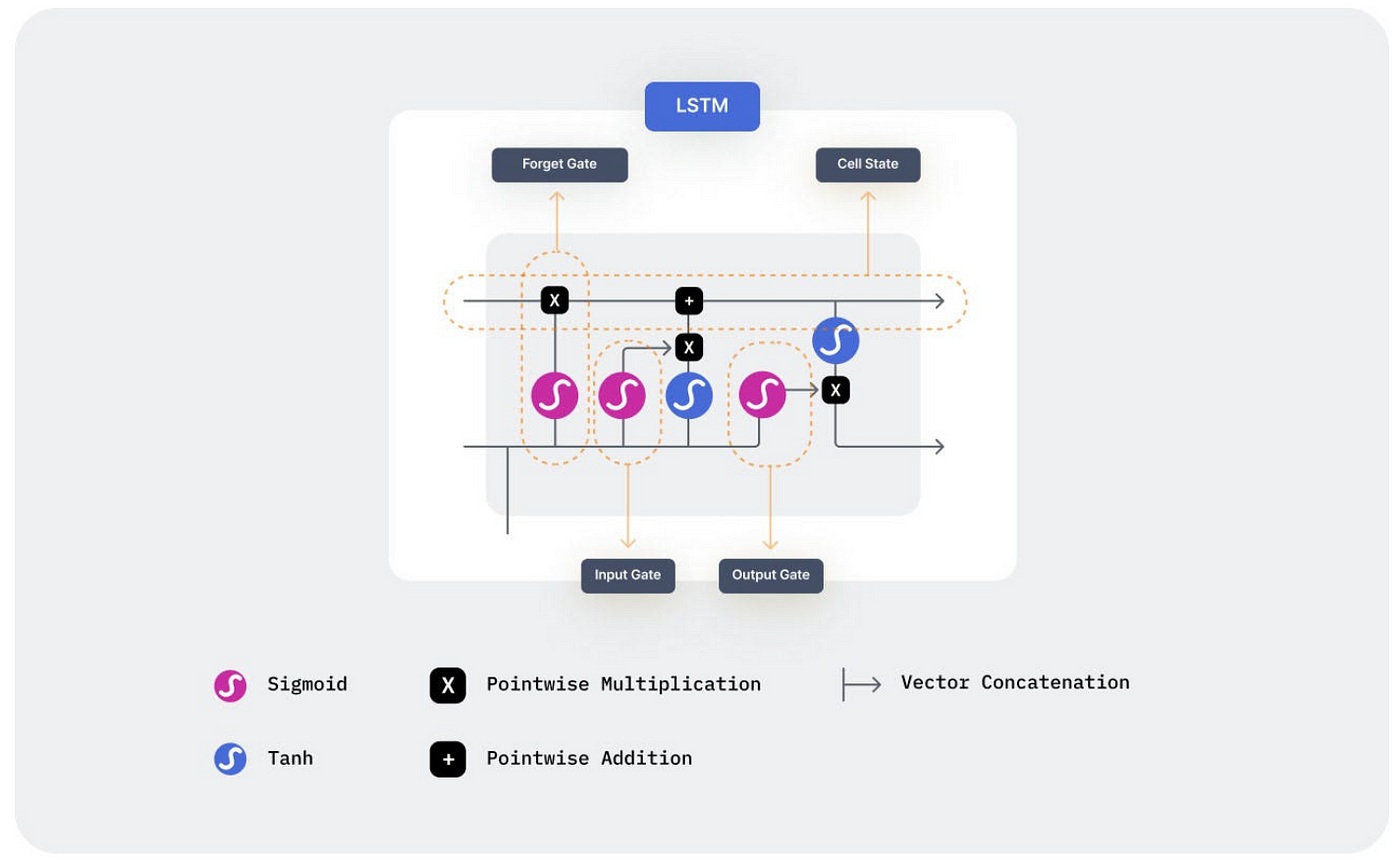 LSTM
Forget Gate
Cell State
X
+
X
X
Input Gate
Output Gate
Sigmoid
X Pointwise Multiplication
Vector Concatenation
Tanh
+ Pointwise Addition